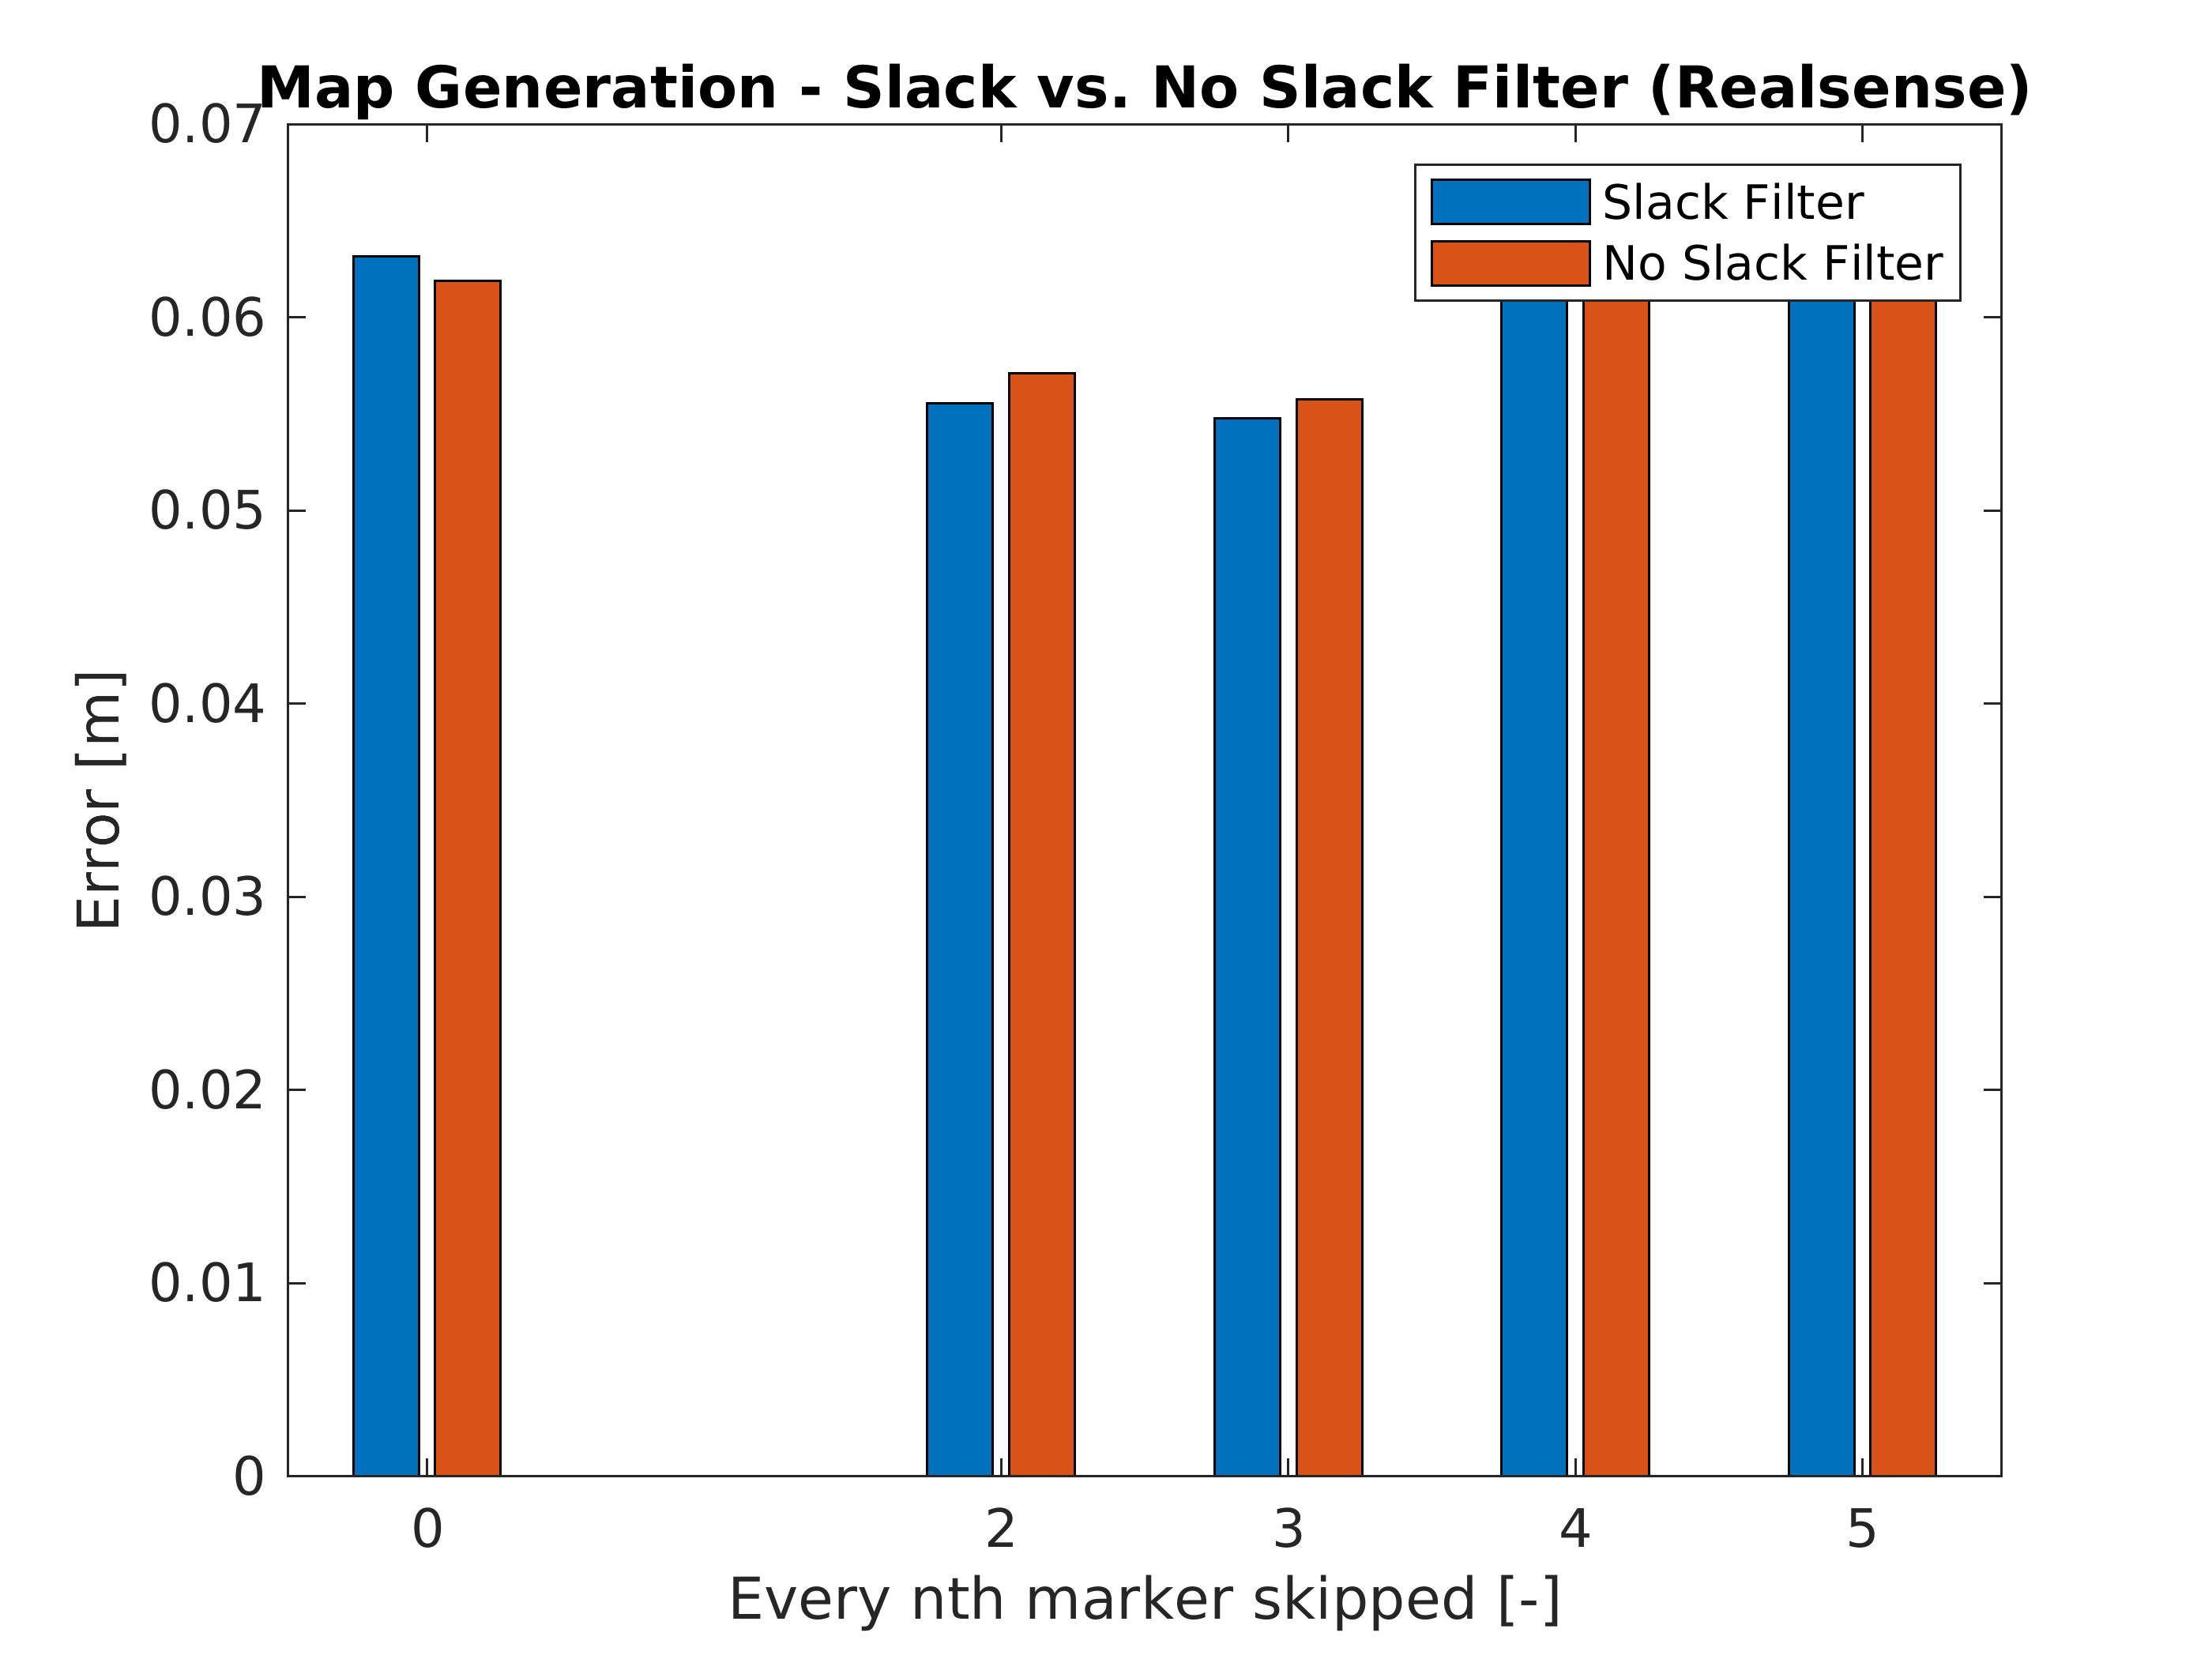 Map Generation - Slack vs. No Slack Filter (Realsense)
Slack Filter
No Slack Filter
0.07
0.06
0.05
0.04
0.03
0.02
0.01
0
Error [m]
0 2 3 4 5
Every nth marker skipped [-]